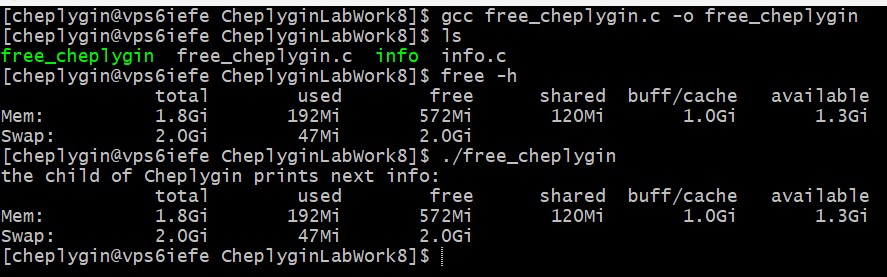 [cheplygin@vps6iefe CheplyginLabWork8]$ gcc free_cheplygin.c -o free_cheplygin
[cheplygin@vps6iefe CheplyginLabWork8]$ ls
free_cheplygin  free_cheplygin.c  info  info.c
[cheplygin@vps6iefe CheplyginLabWork8]$ free -h
              total        used        free      shared  buff/cache   available
Mem:          1.8Gi       192Mi       572Mi       120Mi       1.0Gi       1.3Gi
Swap:         2.0Gi        47Mi       2.0Gi
[cheplygin@vps6iefe CheplyginLabWork8]$ ./free_cheplygin
the child of Cheplygin prints next info:
              total        used        free      shared  buff/cache   available
Mem:          1.8Gi       192Mi       572Mi       120Mi       1.0Gi       1.3Gi
Swap:         2.0Gi        47Mi       2.0Gi
[cheplygin@vps6iefe CheplyginLabWork8]$